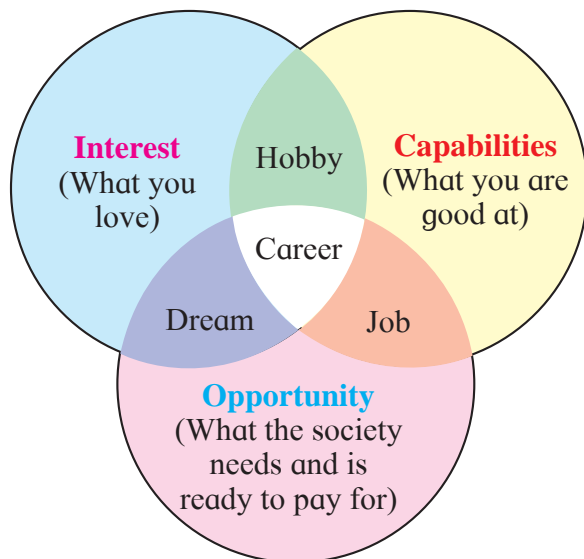 Interest
(What you
love)
Hobby
Capabilities
(What you are
good at)
Career
Dream
Job
Opportunity
(What the society
needs and is
ready to pay for)